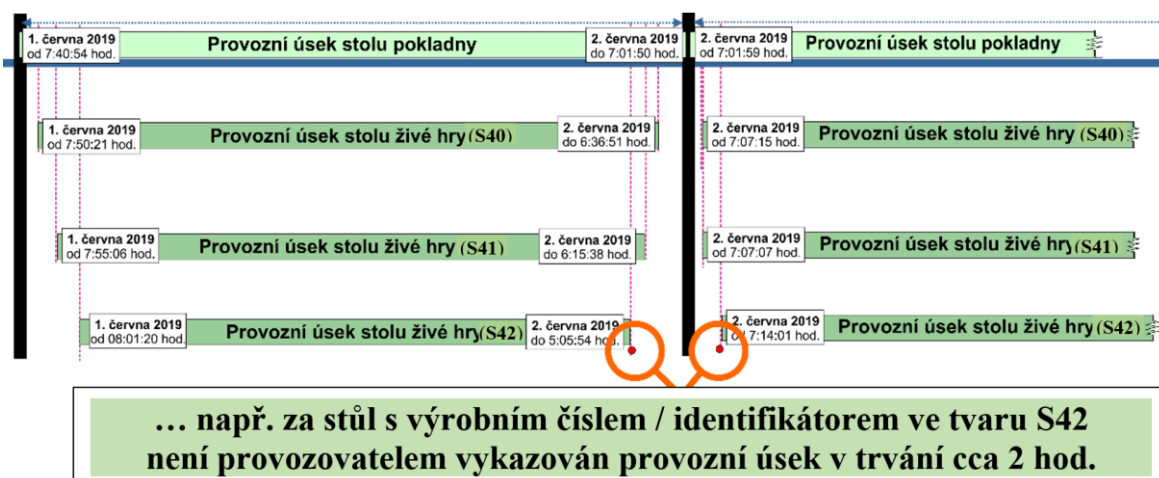 1. června 2019
od 7:40:54 hod.
Provozní úsek stolu pokladny
2. června 2019
do 7:01:50 hod.
2. června 2019
od 7:01:59 hod.
Provozní úsek stolu pokladny
1. června 2019
od 7:50:21 hod.
Provozní úsek stolu živé hry (S40)
2. června 2019
do 6:36:51 hod.
2. června 2019
od 7:07:15 hod.
Provozní úsek stolu živé hry (S40)
1. června 2019
od 7:55:06 hod.
Provozní úsek stolu živé hry (S41)
2. června 2019
do 6:15:38 hod.
2. června 2019
od 7:07:07 hod.
Provozní úsek stolu živé hry (S41)
1. června 2019
od 08:01:20 hod.
Provozní úsek stolu živé hry (S42)
2. června 2019
do 5:05:54 hod.
2. června 2019
od 7:14:01 hod.
Provozní úsek stolu živé hry (S42)
… např. za stůl s výrobním číslem / identifikátorem ve tvaru S42
není provozovatelem vykazován provozní úsek v trvání cca 2 hod.